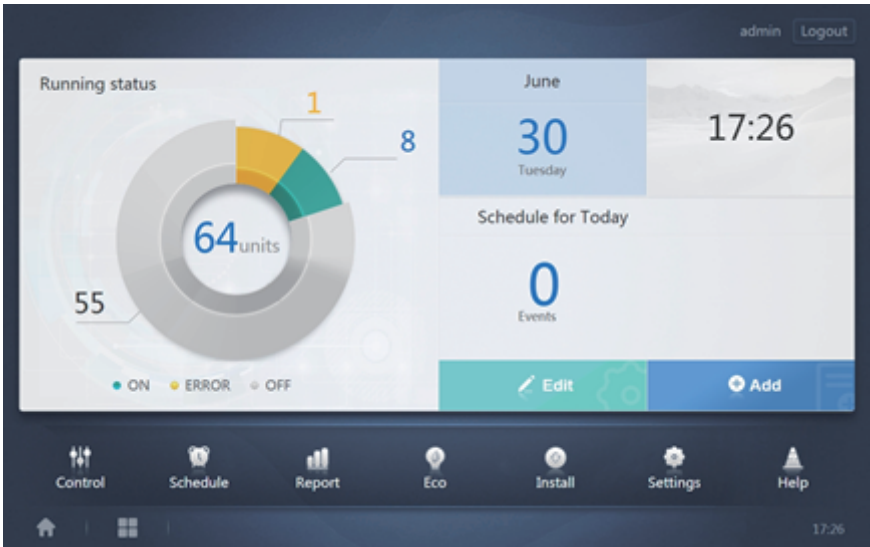 admin Logout
Running status
1
8
64units
55
ON ERROR OFF
June
30
Tuesday
17:26
Schedule for Today
0
Events
Edit Add
Control Schedule Report Eco Install Settings Help
17:26